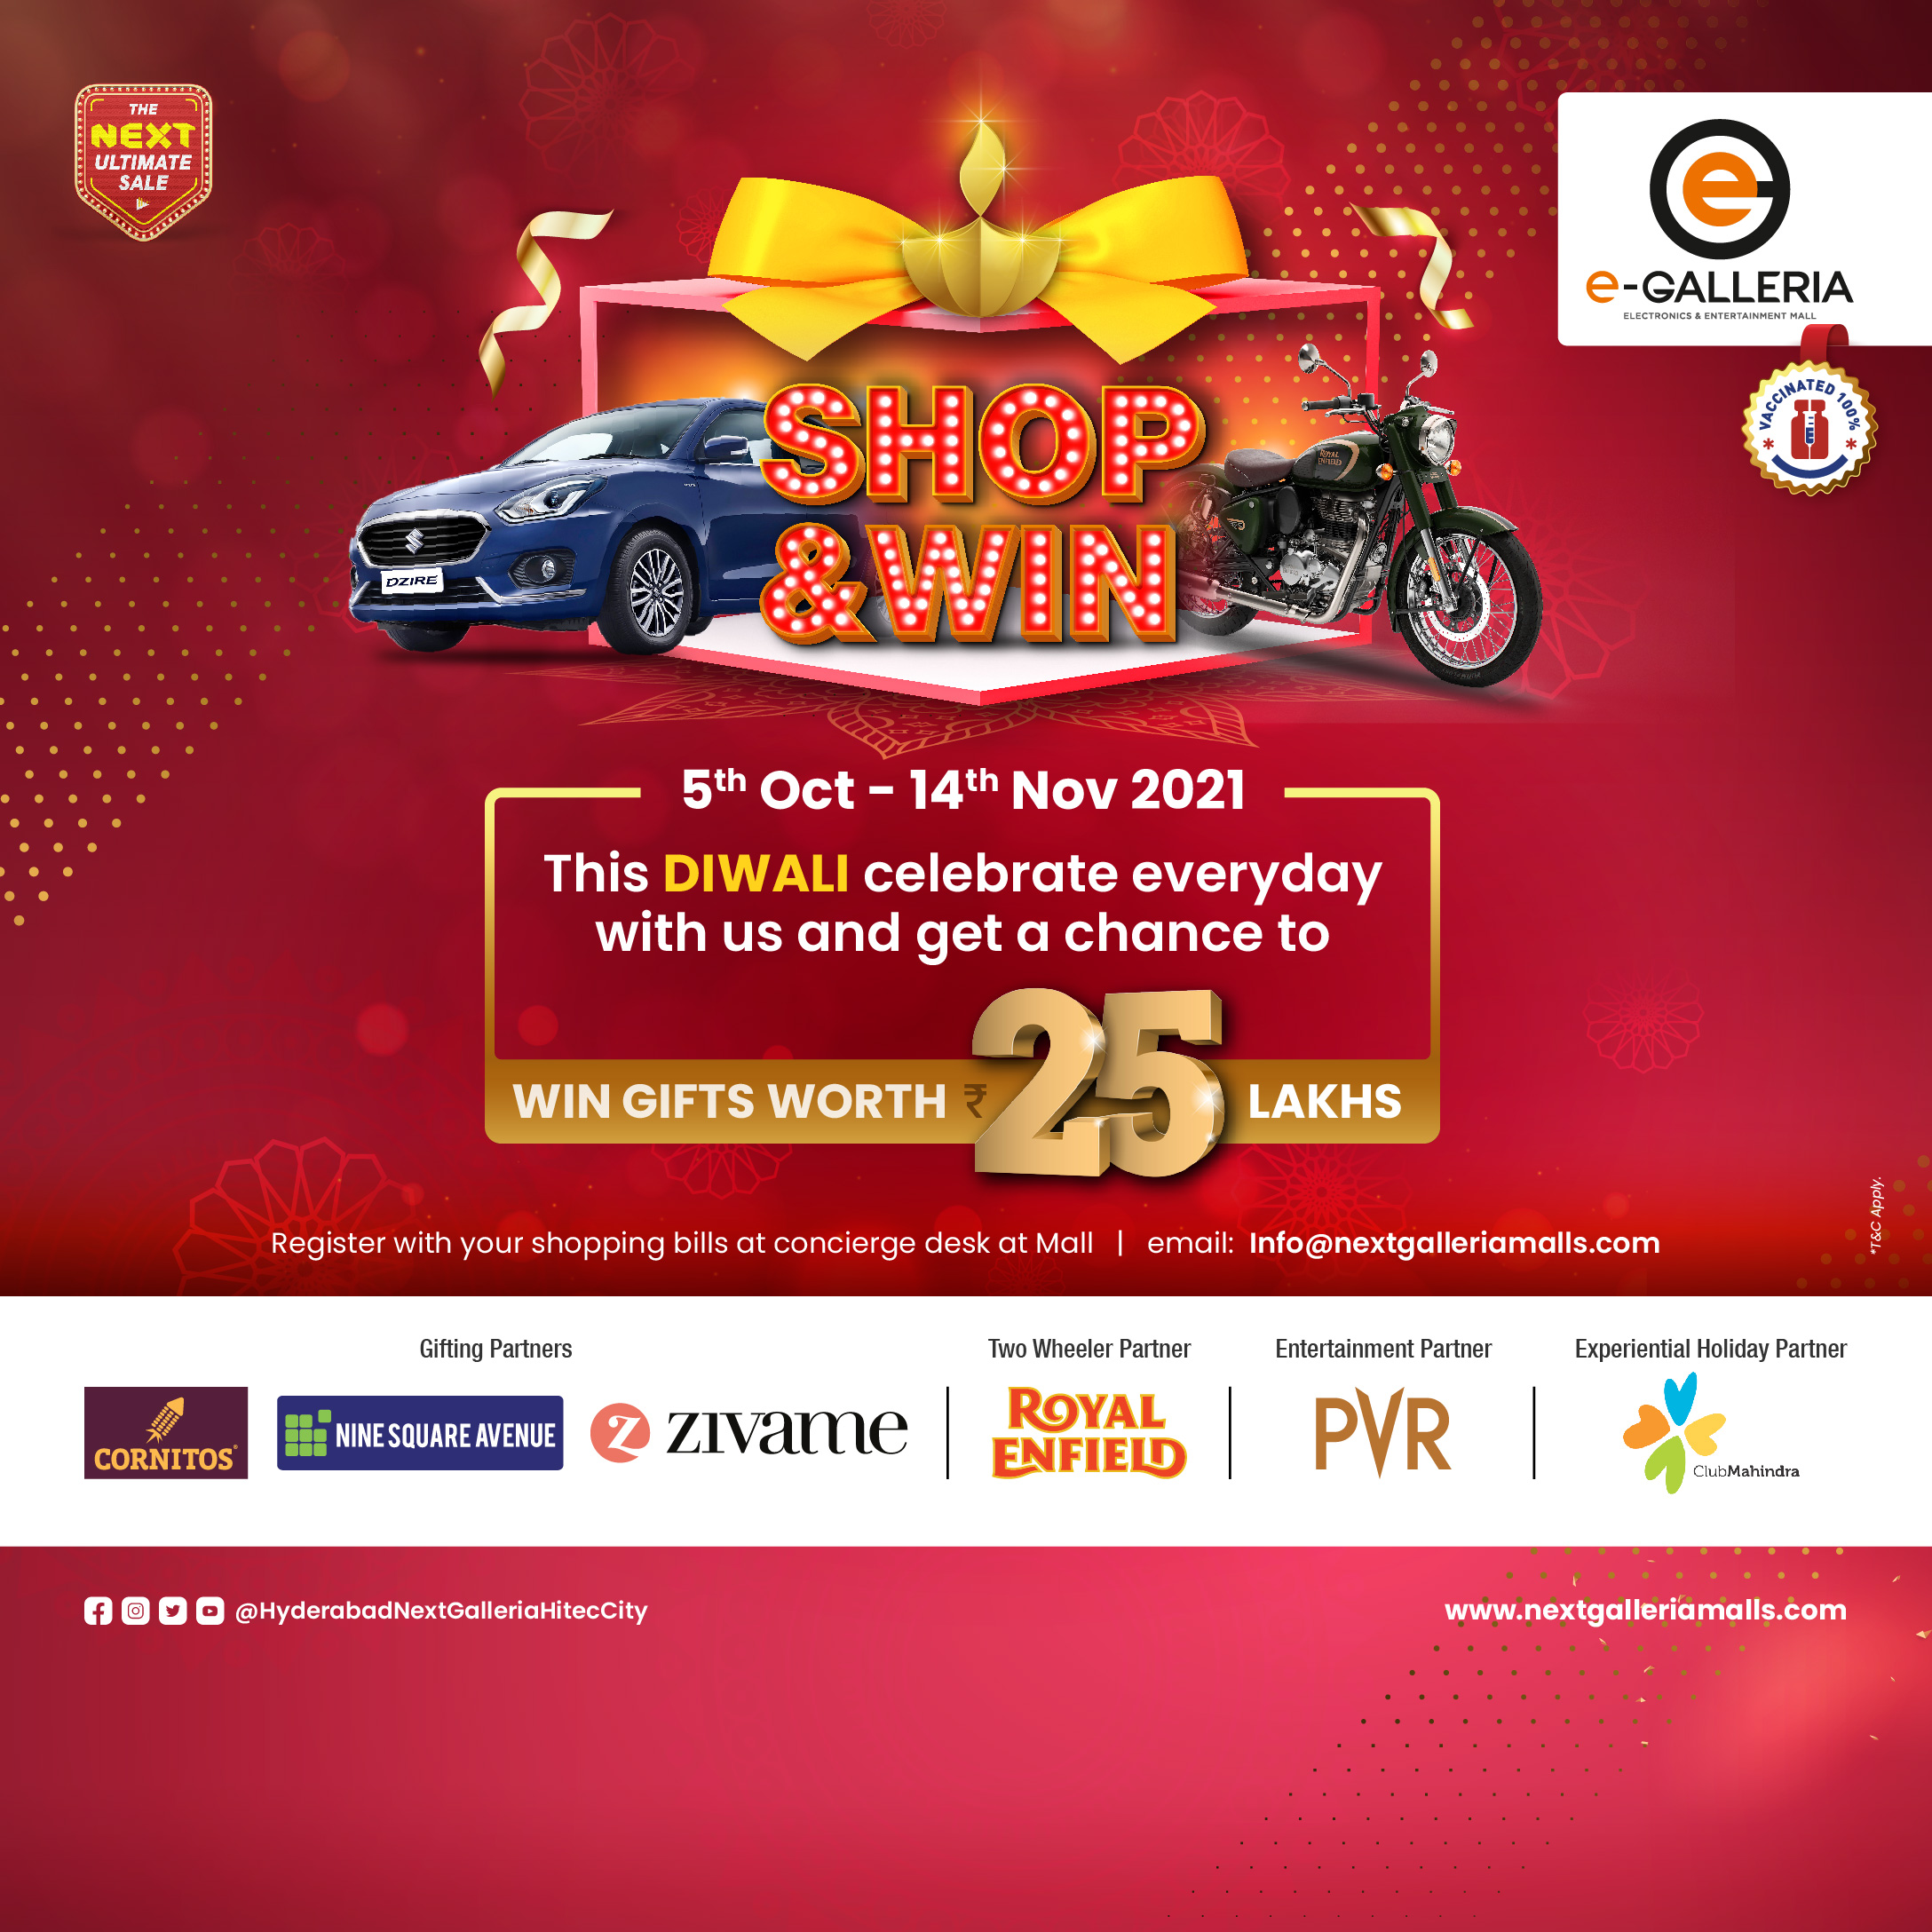 THE
NEXT
ULTIMATE
SALE
e
e-GALLERIA
ELECTRONICS & ENTERTAINMENT MALL
VACCINATED 100%
SHOP
&WIN
DZIRE
ROYAL
ENFIELD
5th Oct - 14th Nov 2021
This DIWALI celebrate everyday
with us and get a chance to
WIN GIFTS WORTH ₹ 25 LAKHS
*T&C Apply.
Register with your shopping bills at concierge desk at Mall | email: Info@nextgalleriamalls.com
Gifting Partners
CORNITOS
NINE SQUARE AVENUE
z zivame
Two Wheeler Partner
ROYAL
ENFIELD
Entertainment Partner
PVR
Experiential Holiday Partner
ClubMahindra
@HyderabadNextGalleriaHitecCity
www.nextgalleriamalls.com